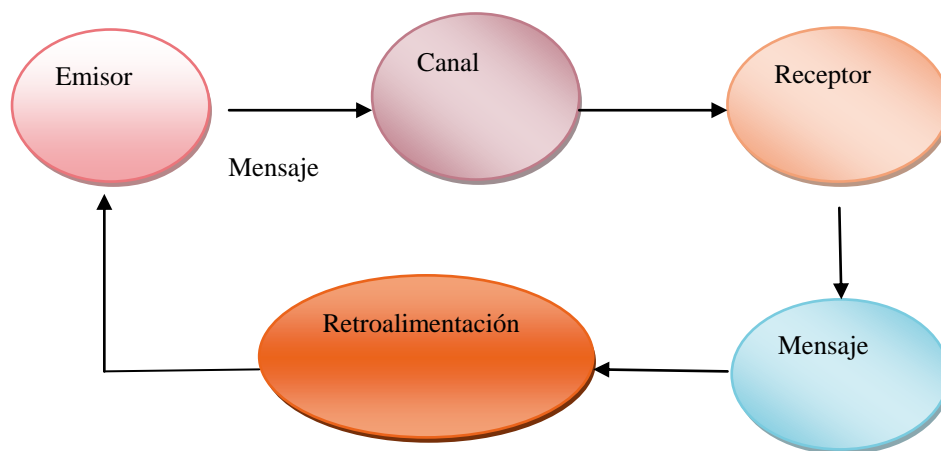 Emisor
Canal
Receptor
Mensaje
Retroalimentación
Mensaje